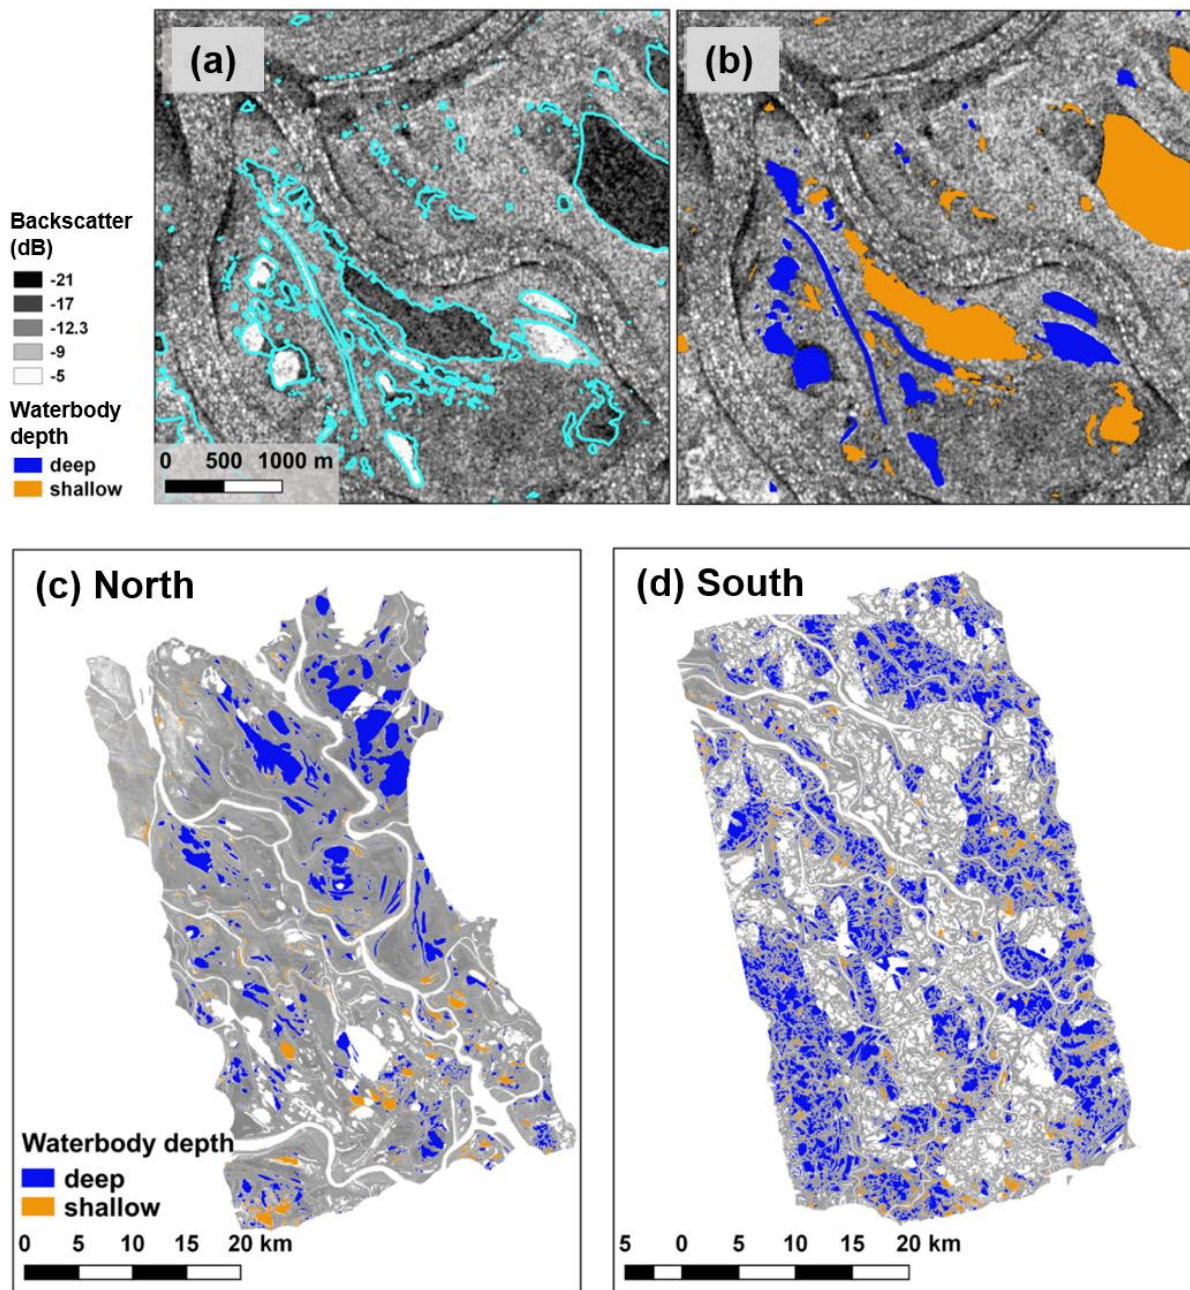 (a)
(b)
Backscatter
(dB)
-21
-17
-12.3
-9
-5
Waterbody
depth
deep
shallow
0 500 1000 m
(c) North
(d) South
Waterbody depth
deep
shallow
0 5 10 15 20 km
5 0 5 10 15 20 km